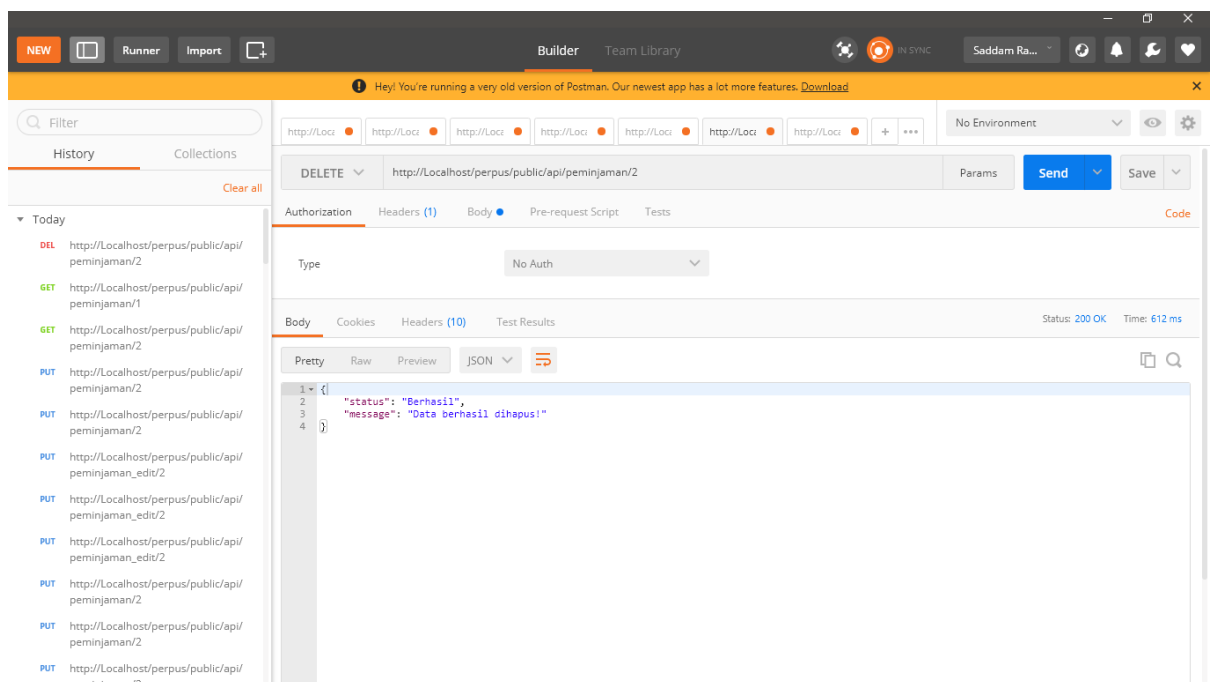 NEW Runner Import Builder Team Library IN SYNC Saddam Ra...
Hey! You're running a very old version of Postman. Our newest app has a lot more features. Download
Filter
History Collections
Clear all
Today
DEL http://Localhost/perpus/public/api/
peminjaman/2
GET http://Localhost/perpus/public/api/
peminjaman/1
GET http://Localhost/perpus/public/api/
peminjaman/2
PUT http://Localhost/perpus/public/api/
peminjaman/2
PUT http://Localhost/perpus/public/api/
peminjaman/2
PUT http://Localhost/perpus/public/api/
peminjaman_edit/2
PUT http://Localhost/perpus/public/api/
peminjaman_edit/2
PUT http://Localhost/perpus/public/api/
peminjaman_edit/2
PUT http://Localhost/perpus/public/api/
peminjaman/2
PUT http://Localhost/perpus/public/api/
peminjaman/2
PUT http://Localhost/perpus/public/api/
http://Loca http://Loca http://Loca http://Loca http://Loca http://Loca http://Loca + ••• No Environment
DELETE http://Localhost/perpus/public/api/peminjaman/2 Params Send Save
Authorization Headers (1) Body Pre-request Script Tests Code
Type No Auth
Body Cookies Headers (10) Test Results Status: 200 OK Time: 612 ms
Pretty Raw Preview JSON
1 {
2 "status": "Berhasil",
3 "message": "Data berhasil dihapus!"
4 }